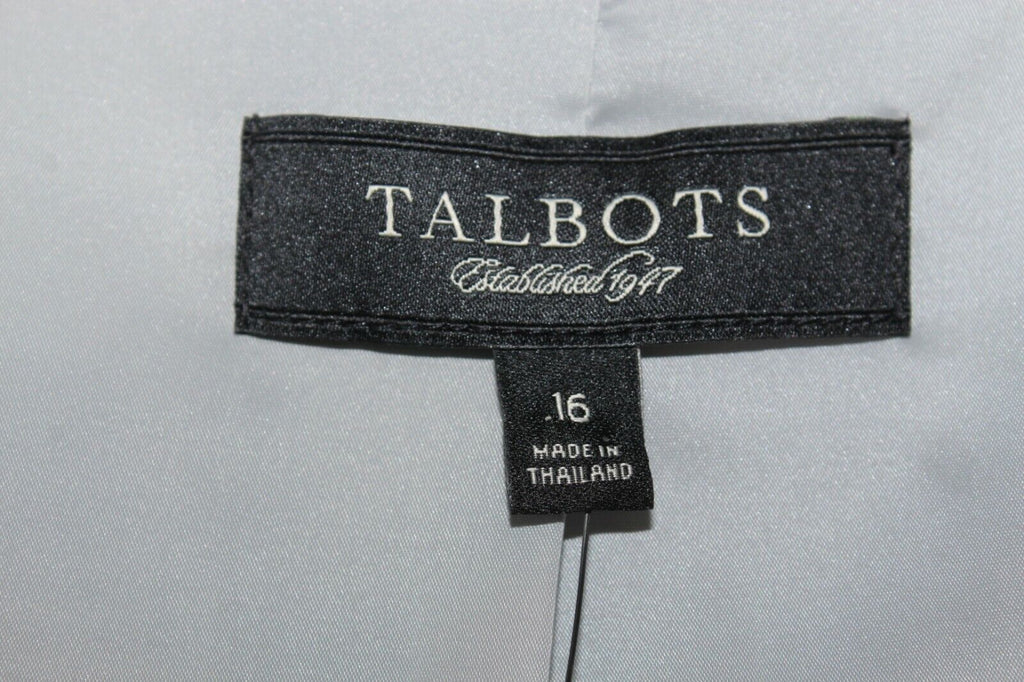 TALBOTS
Established 1947
.16
MADE IN
THAILAND